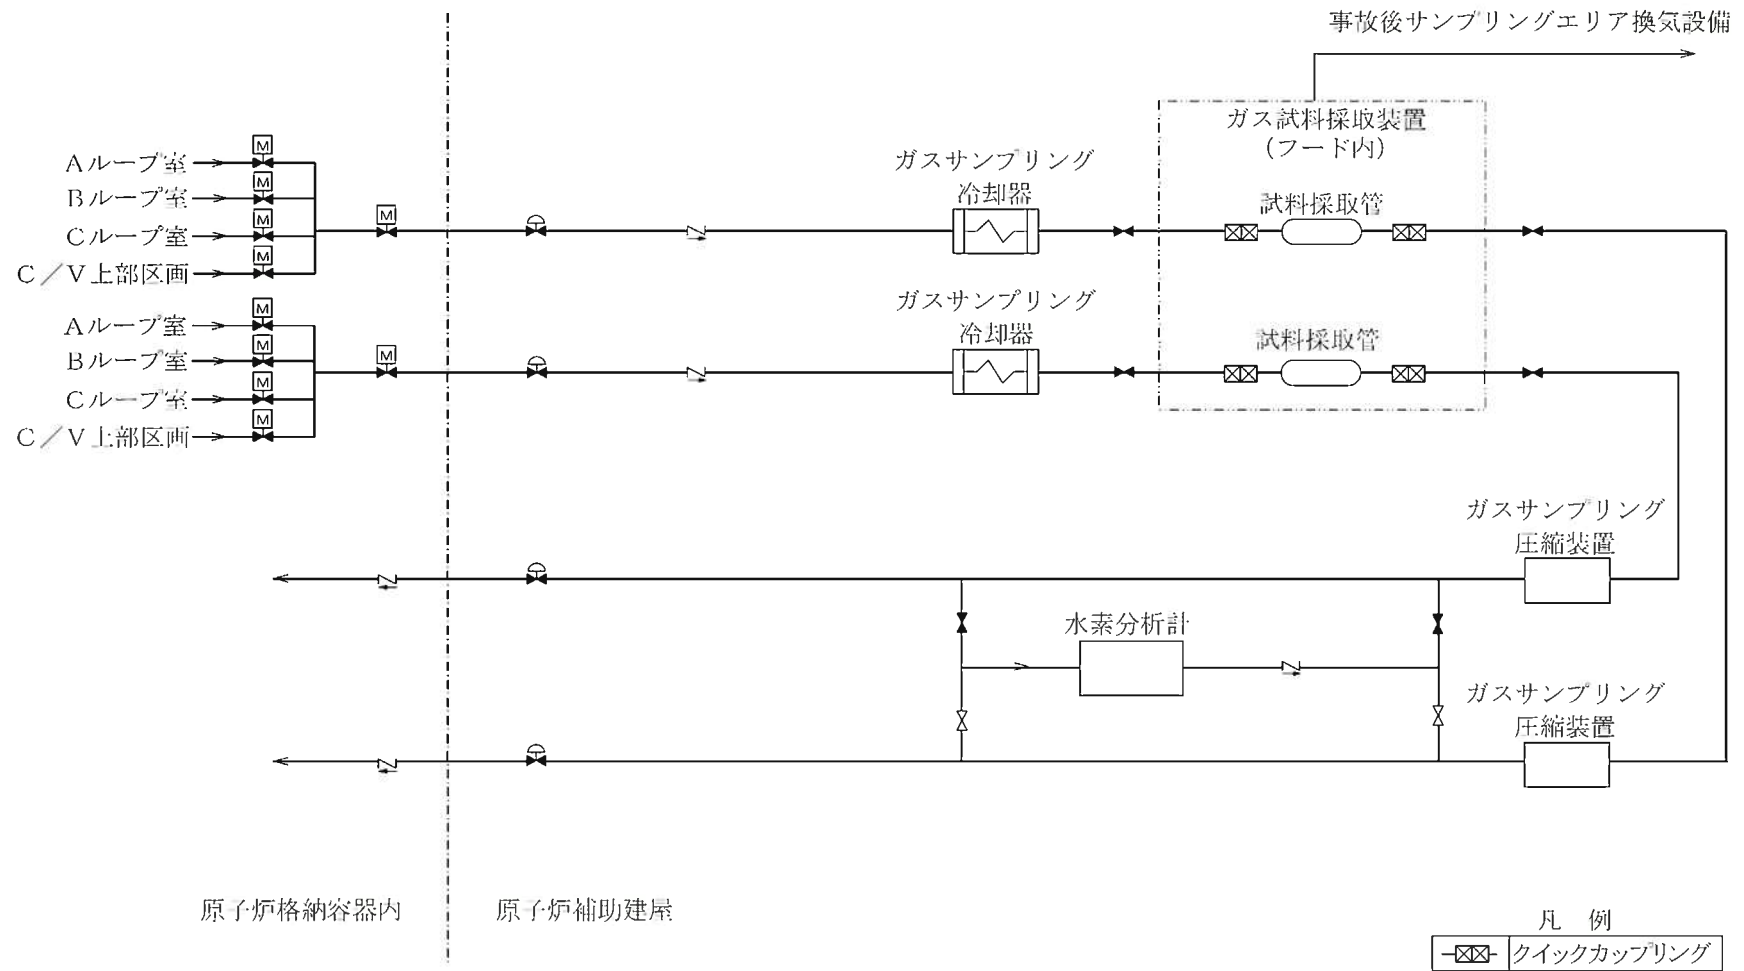 事故後サンプリングエリア換気設備
ガス試料採取装置
(フード内)
Aループ室
M
Bループ室
M
Cループ室
M
C／V上部区画
M
M
ガスサンプリング
冷却器
試料採取管
Aループ室
M
Bループ室
M
Cループ室
M
C／V上部区画
M
M
ガスサンプリング
冷却器
試料採取管
ガスサンプリング
圧縮装置
水素分析計
ガスサンプリング
圧縮装置
原子炉格納容器内
原子炉補助建屋
凡 例
クイックカップリング